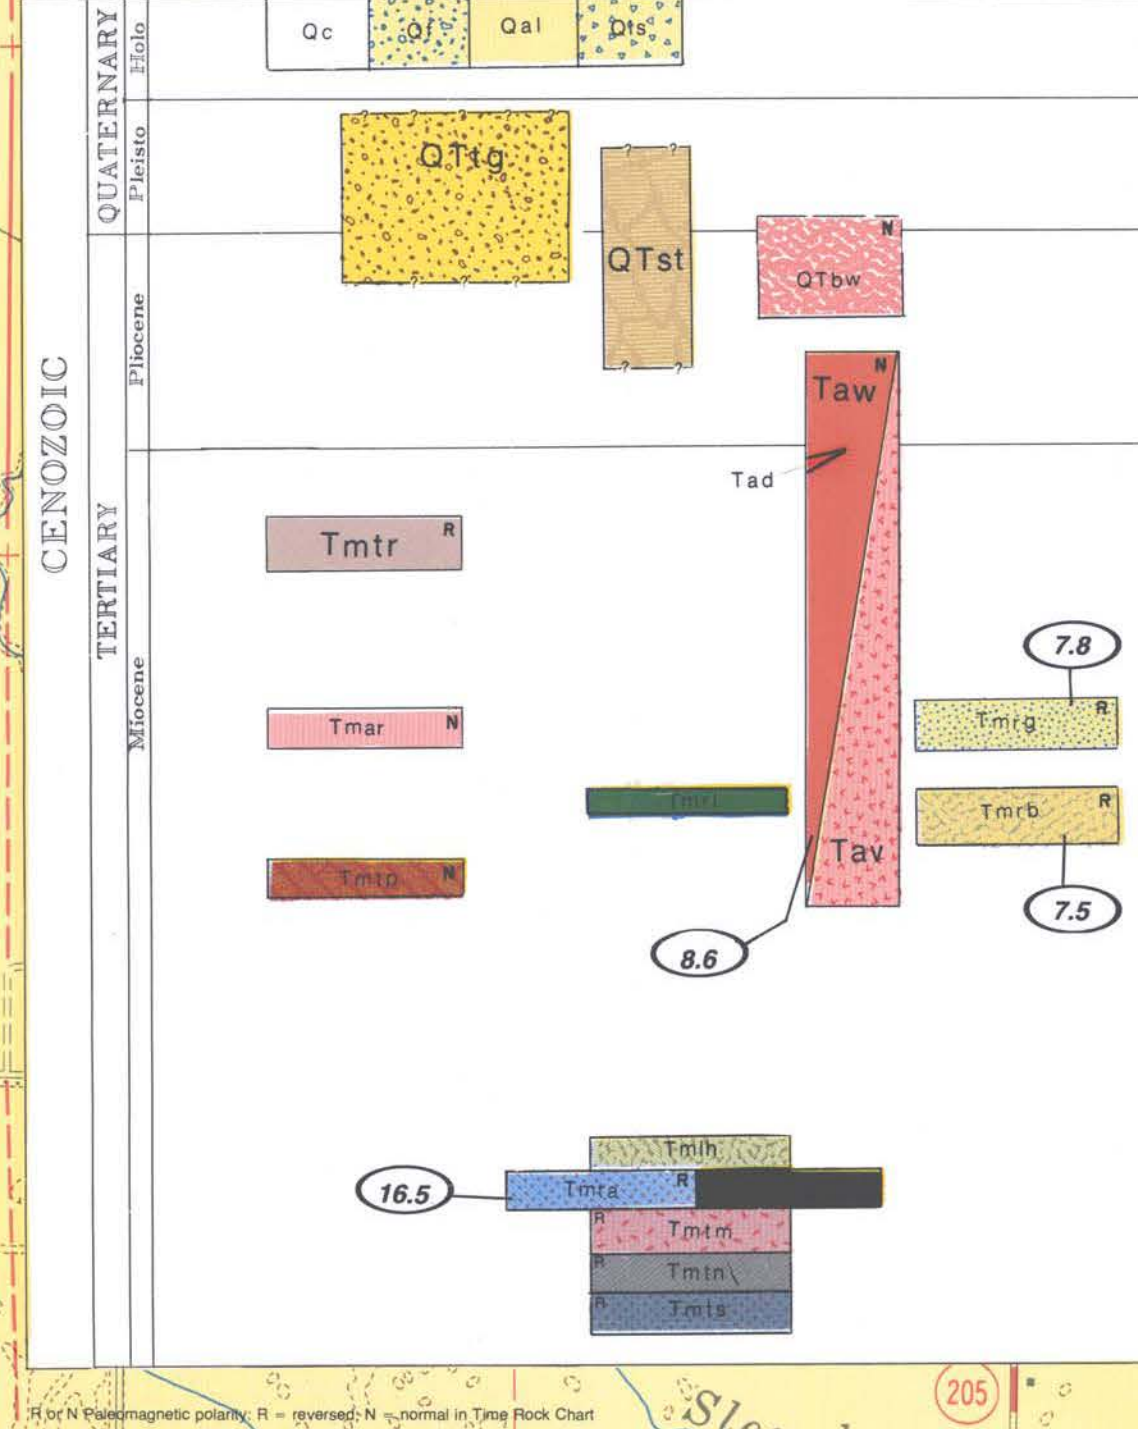 CENOZOIC
QUATERNARY
TERTIARY
Holo
Pleisto
Pliocene
Miocene
Qc
Qf
Qal
Qls
QTtg
QTst
N
QTbw
N
Taw
Tad
R
Tmtr
7.8
Tmrg R
Tmar N
Tmrb R
Tav
Tmtp N
7.5
8.6
Tmlh
16.5
Tmra R
R
Tmtm
R
Tmtn\
R
Tmts
205
R or N Paleomagnetic polarity: R = reversed; N = normal in Time Rock Chart